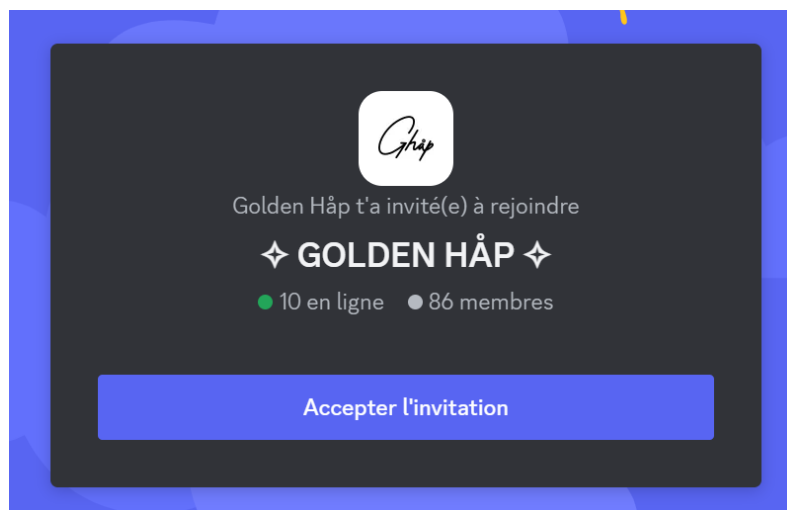 Ghåp
Golden Håp t'a invité(e) à rejoindre
✧ GOLDEN HÅP ✧
10 en ligne 86 membres
Accepter l'invitation